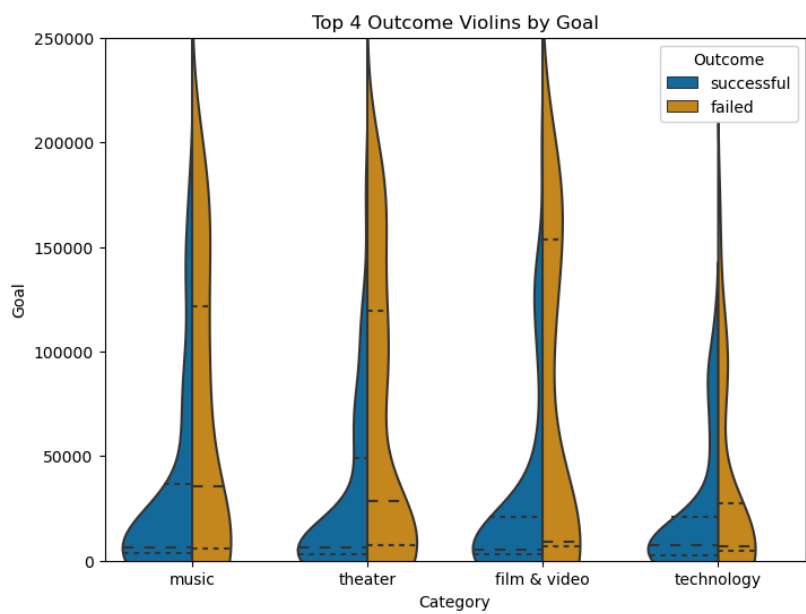 Top 4 Outcome Violins by Goal
250000
200000
150000
100000
50000
0
Goal
Outcome
successful
failed
music
theater
film & video
technology
Category